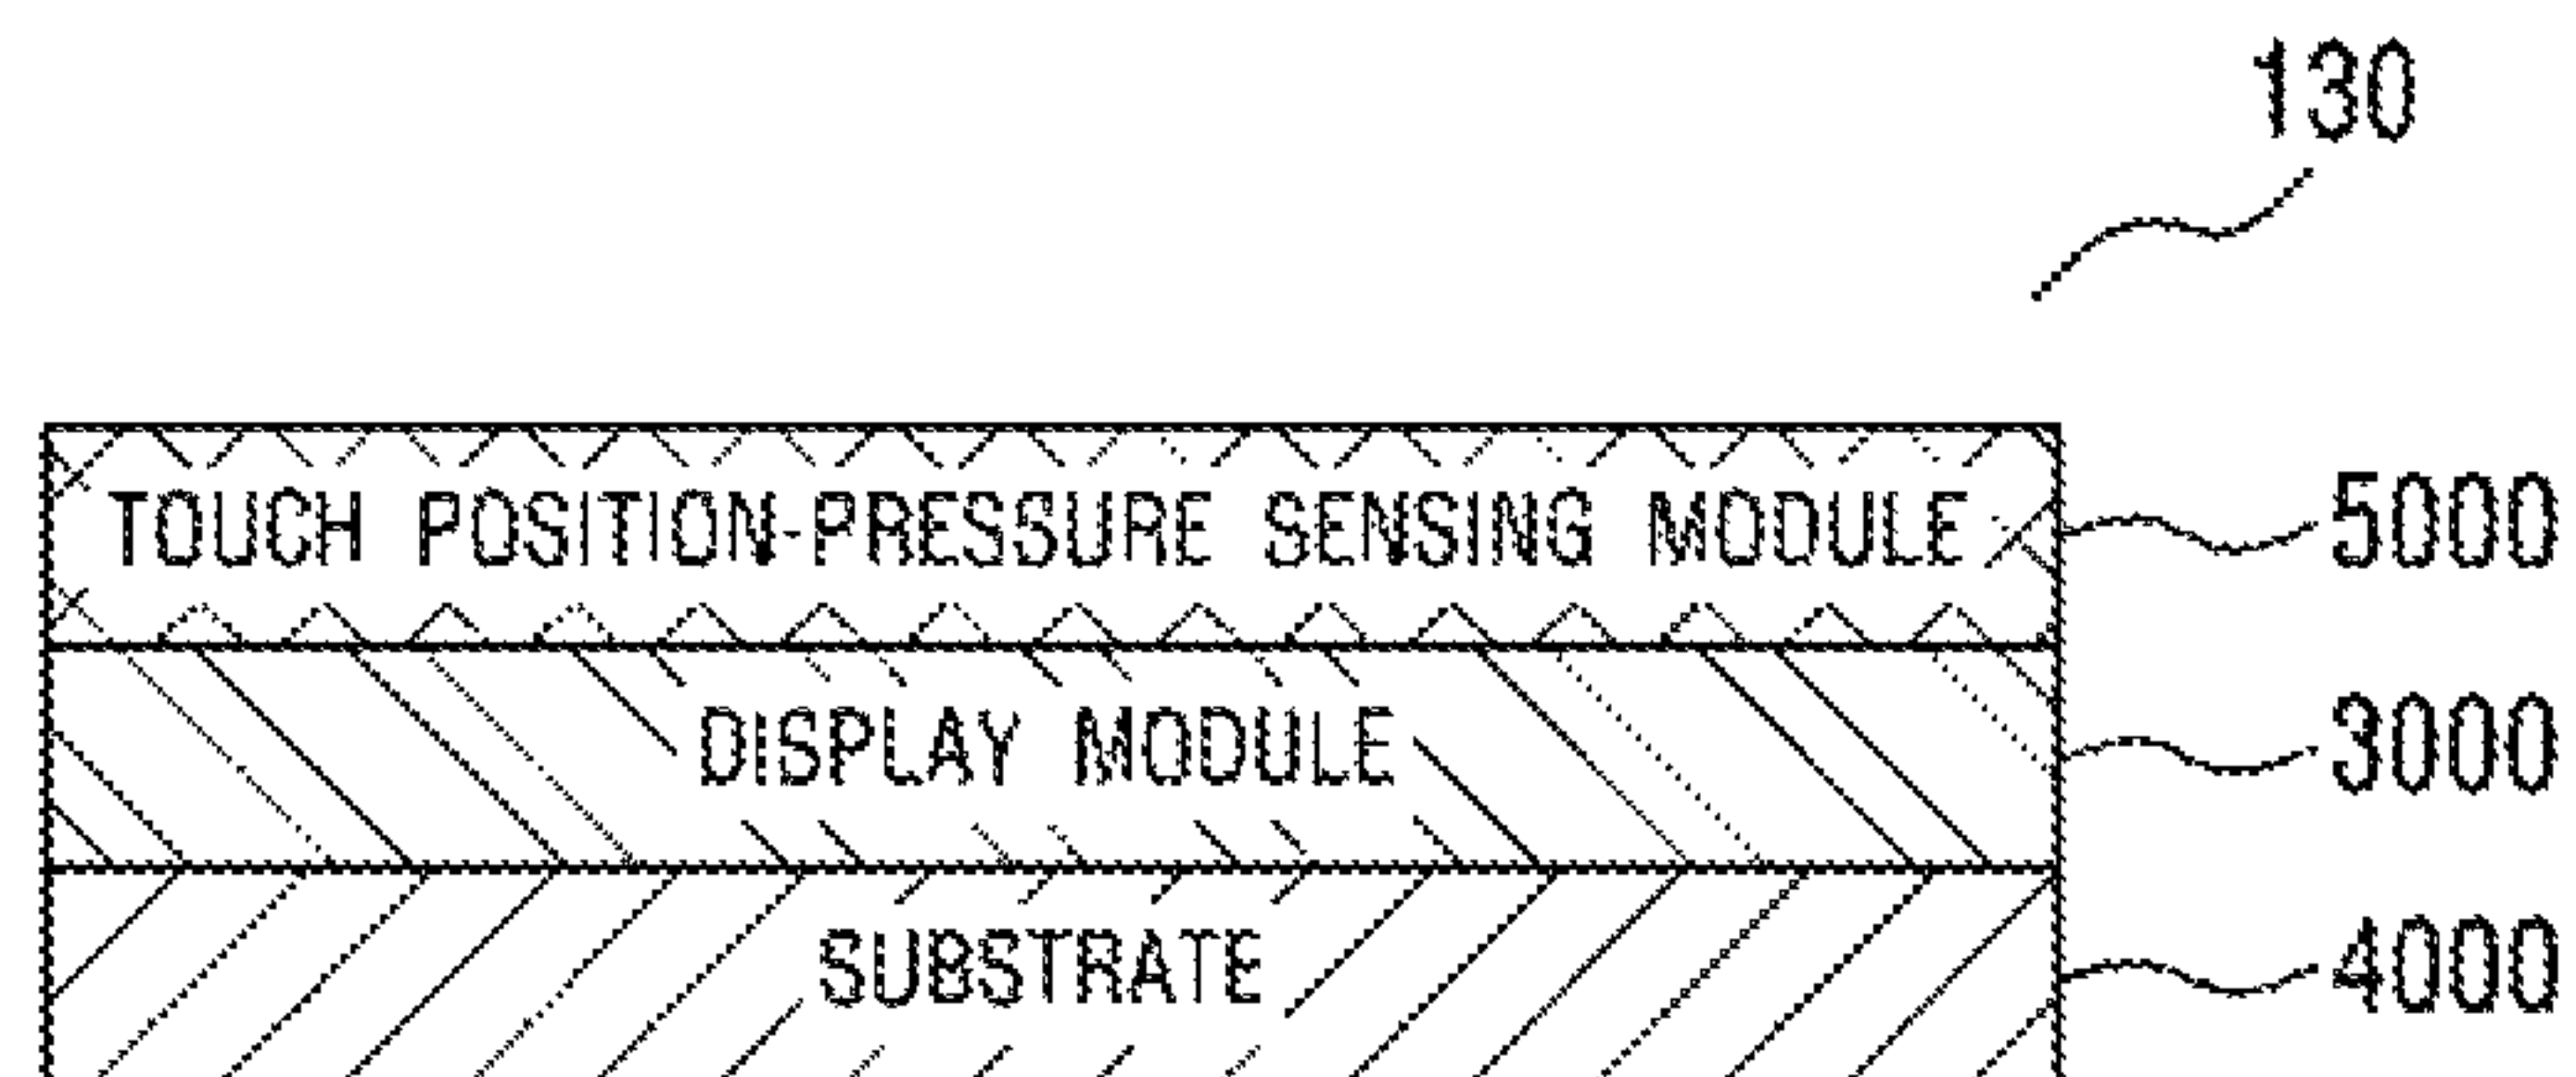 130
TOUCH POSITION-PRESSURE SENSING MODULE 5000
DISPLAY MODULE 3000
SUBSTRATE 4000